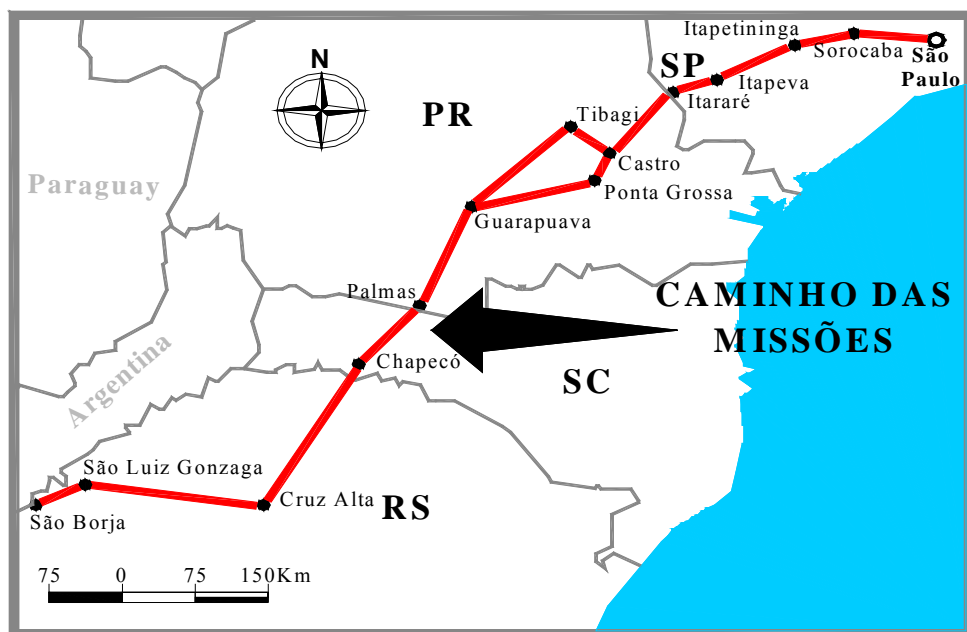 Itapetininga
Sorocaba
São
Paulo
N
SP
Itapeva
Itararé
PR
Tibagi
Castro
Paraguay
Ponta Grossa
Guarapuava
Palmas
CAMINHO DAS
MISSÕES
Argentina
Chapecó
SC
São Luiz Gonzaga
Cruz Alta
RS
São Borja
75 0 75 150Km